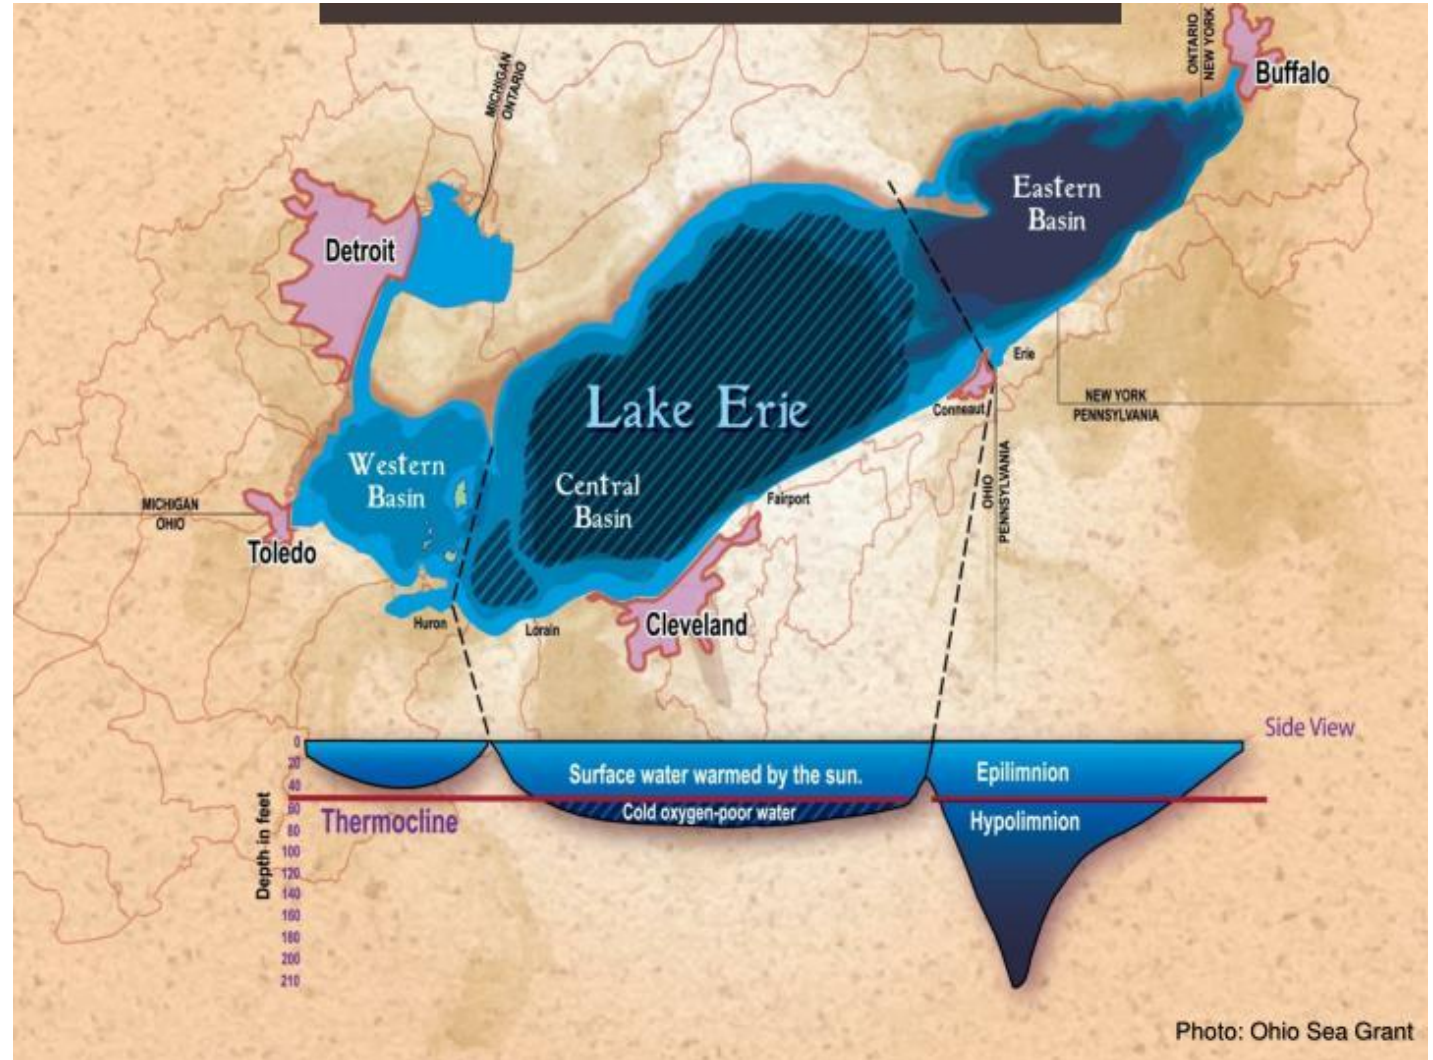 ONTARIO
NEW YORK
Buffalo
MICHIGAN
ONTARIO
Eastern
Basin
Detroit
Erie
Lake Erie
NEW YORK
PENNSYLVANIA
Conneaut
Western
Basin
Central
Basin
Fairport
OHIO
PENNSYLVANIA
MICHIGAN
OHIO
Toledo
Huron
Lorain
Cleveland
Side View
0
20
40
60
80
100
120
140
160
180
200
210
Depth in feet
Surface water warmed by the sun.
Epilimnion
Cold oxygen-poor water
Thermocline
Hypolimnion
Photo: Ohio Sea Grant